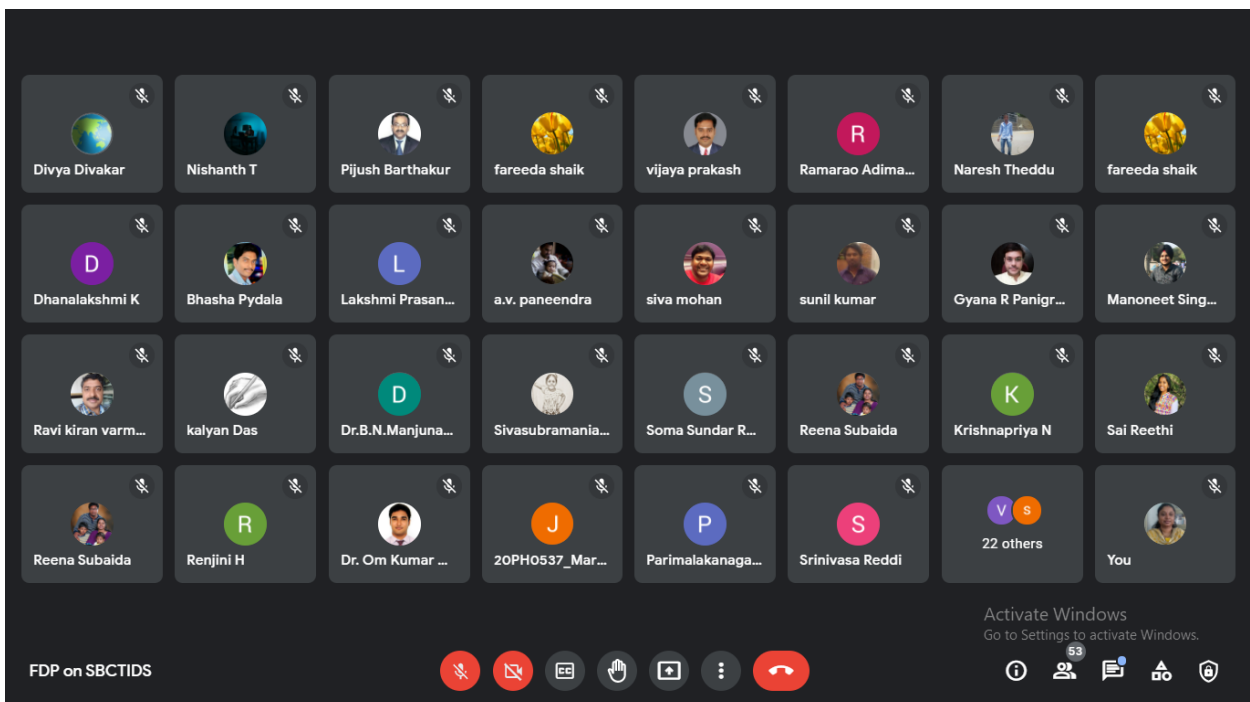 Divya Divakar
Nishanth T
Pijush Barthakur
fareeda shaik
vijaya prakash
R
Ramarao Adima...
Naresh Theddu
fareeda shaik
D
Dhanalakshmi K
Bhasha Pydala
L
Lakshmi Prasan...
a.v. paneendra
siva mohan
sunil kumar
Gyana R Panigr...
Manoneet Sing...
Ravi kiran varm...
kalyan Das
D
Dr.B.N.Manjuna...
Sivasubramania...
S
Soma Sundar R...
Reena Subaida
K
Krishnapriya N
Sai Reethi
Reena Subaida
R
Renjini H
Dr. Om Kumar ...
J
20PH0537_Mar...
P
Parimalakanaga...
S
Srinivasa Reddi
V S
22 others
You
Activate Windows
Go to Settings to activate Windows.
FDP on SBCTIDS
CC
53